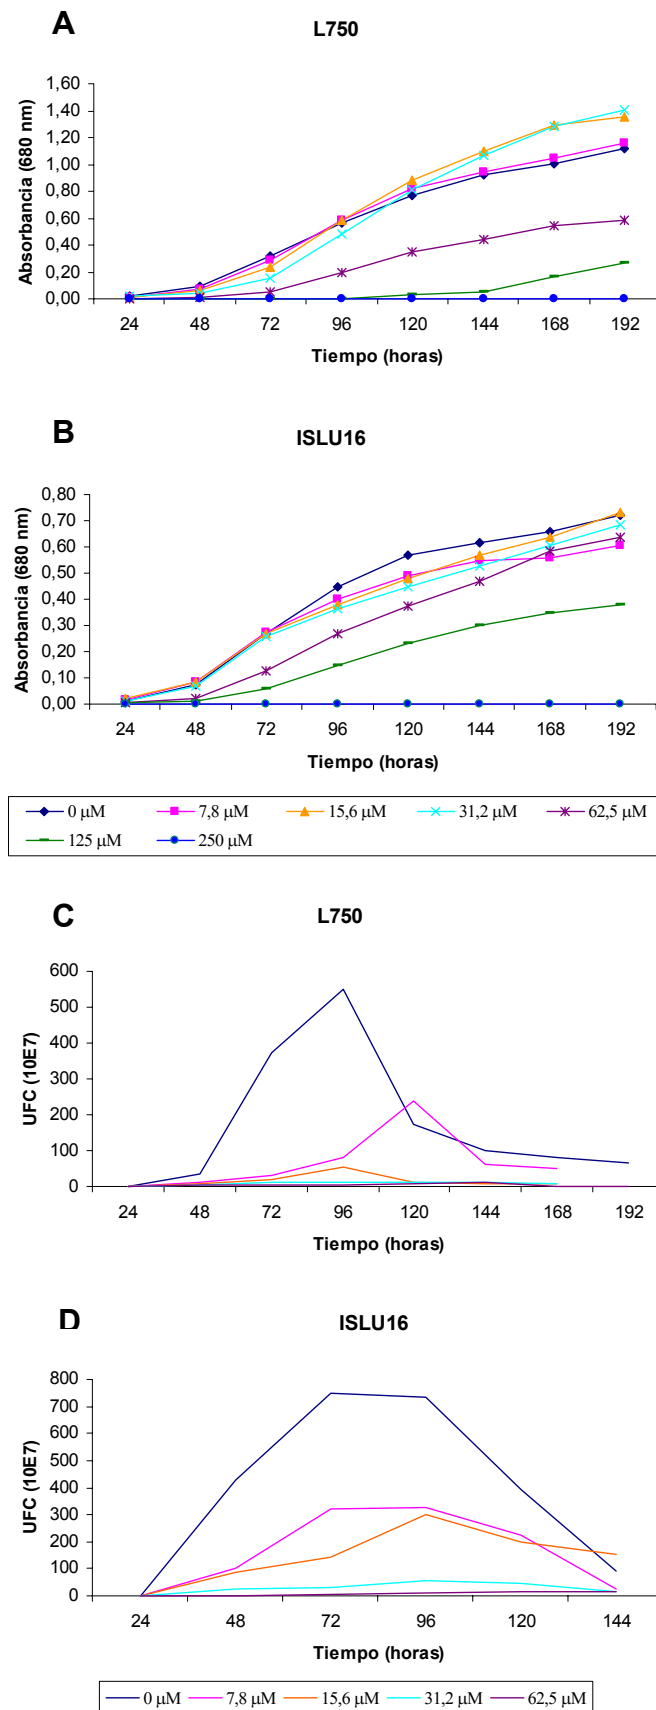 A
L750
Absorbancia (680 nm)
1,60
1,40
1,20
1,00
0,80
0,60
0,40
0,20
0,00
24 48 72 96 120 144 168 192
Tiempo (horas)
B
ISLU16
Absorbancia (680 nm)
0,80
0,70
0,60
0,50
0,40
0,30
0,20
0,10
0,00
24 48 72 96 120 144 168 192
Tiempo (horas)
0 µM 7,8 µM 15,6 µM 31,2 µM 62,5 µM
125 µM 250 µM
C
L750
UFC (10E7)
600
500
400
300
200
100
0
24 48 72 96 120 144 168 192
Tiempo (horas)
D
ISLU16
UFC (10E7)
800
700
600
500
400
300
200
100
0
24 48 72 96 120 144
Tiempo (horas)
0 µM 7,8 µM 15,6 µM 31,2 µM 62,5 µM